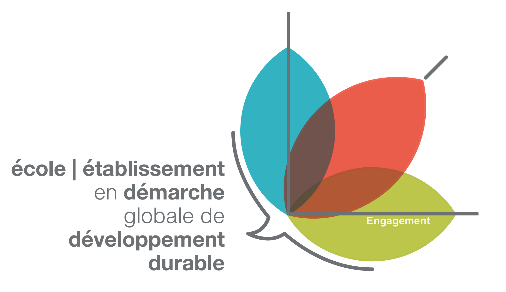 école | établissement
en démarche
globale de
développement
durable
Engagement